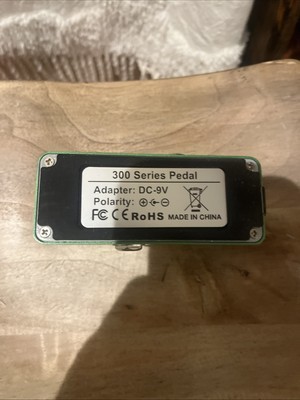 300 Series Pedal
Adapter: DC-9V
Polarity: ⊕-C-⊖
FC CE RoHS MADE IN CHINA